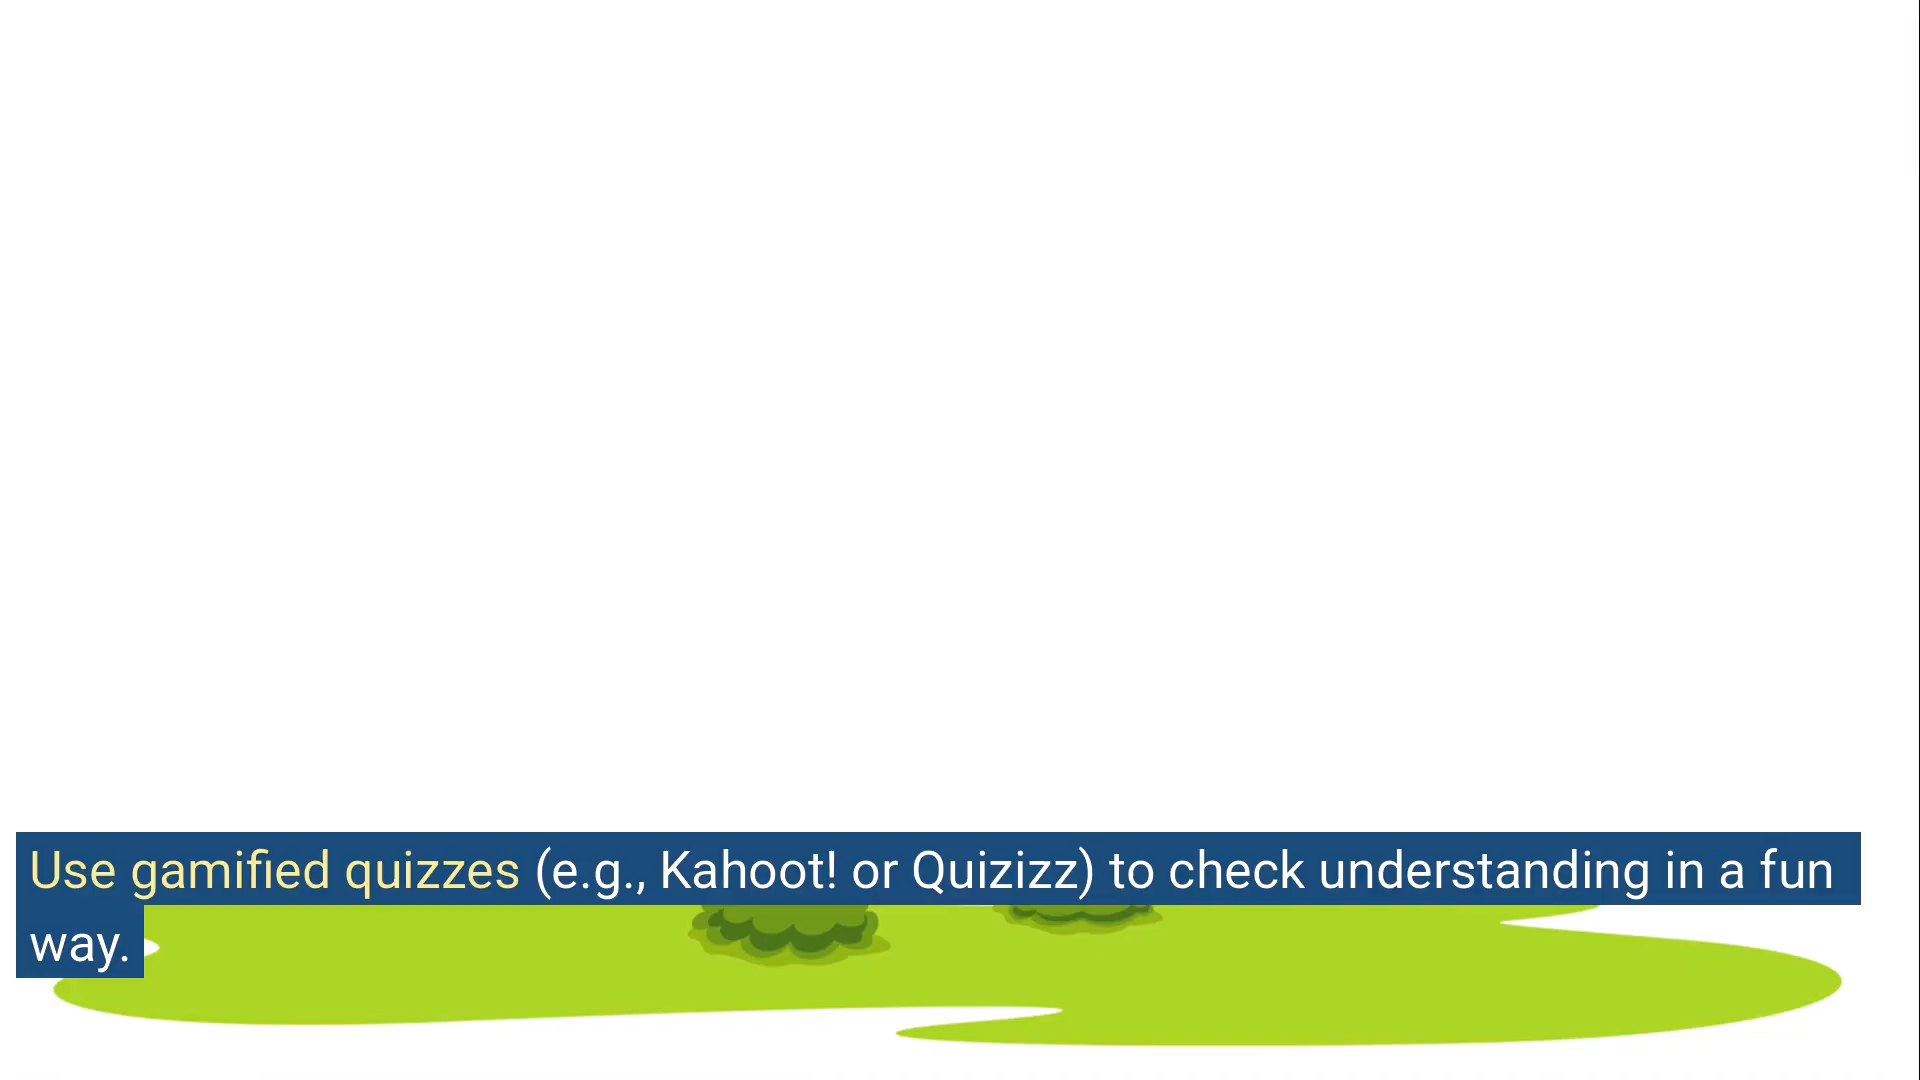 Use gamified quizzes (e.g., Kahoot! or Quizizz) to check understanding in a fun
way.